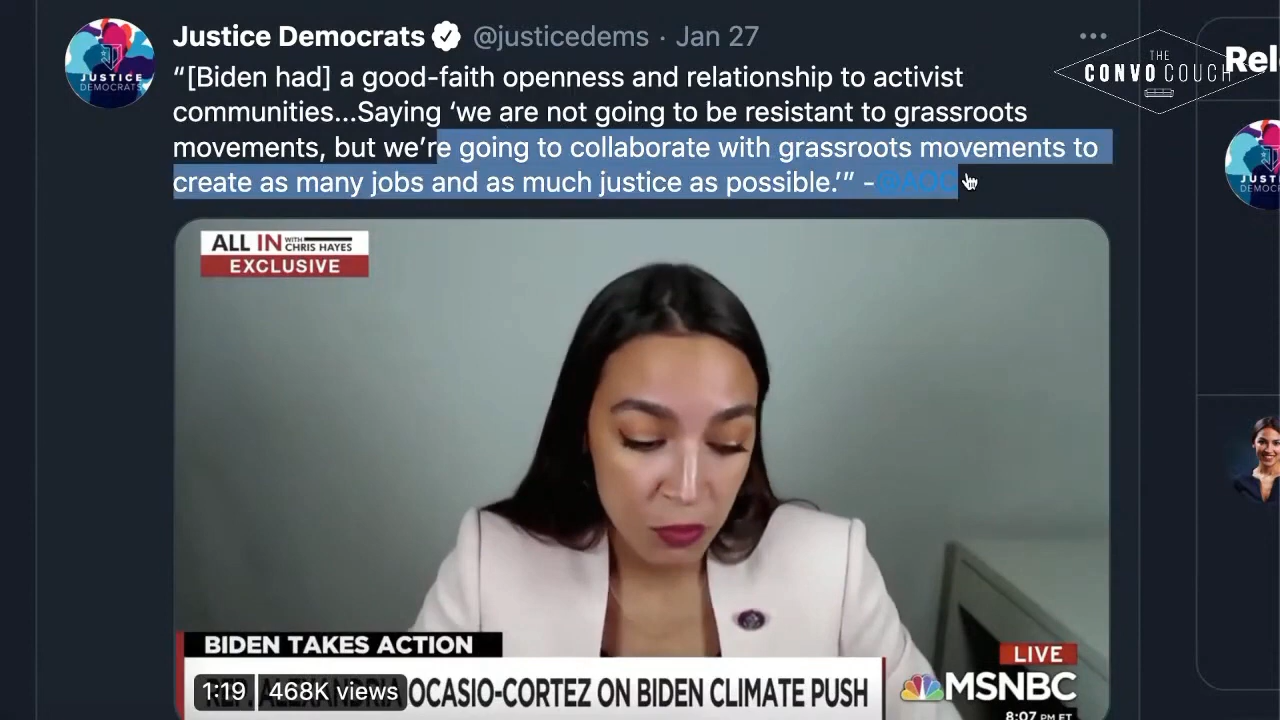 Justice Democrats @justicedems · Jan 27
“[Biden had] a good-faith openness and relationship to activist
communities...Saying ‘we are not going to be resistant to grassroots
movements, but we’re going to collaborate with grassroots movements to
create as many jobs and as much justice as possible.’” -@AOC
THE
CONVO COUCH
Rel
JUSTICE
DEMOCRATS
JUSTICE
ALL IN WITH CHRIS HAYES
EXCLUSIVE
BIDEN TAKES ACTION
REP. ALEXANDRIA OCASIO-CORTEZ ON BIDEN CLIMATE PUSH
1:19 468K views
LIVE
MSNBC
8:07 PM ET